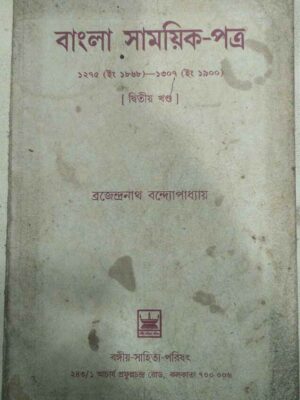 বাংলা সাময়িক-পত্র
১২৭৫ (ইং ১৮৬৮)—১৩০৭ (ইং ১৯০০)
[ দ্বিতীয় খণ্ড ]
ব্রজেন্দ্রনাথ বন্দ্যোপাধ্যায়
বঙ্গীয়-সাহিত্য-পরিষৎ
২৪৩/১ আচার্য প্রফুল্লচন্দ্র রোড, কলকাতা ৭০০ ০০৬